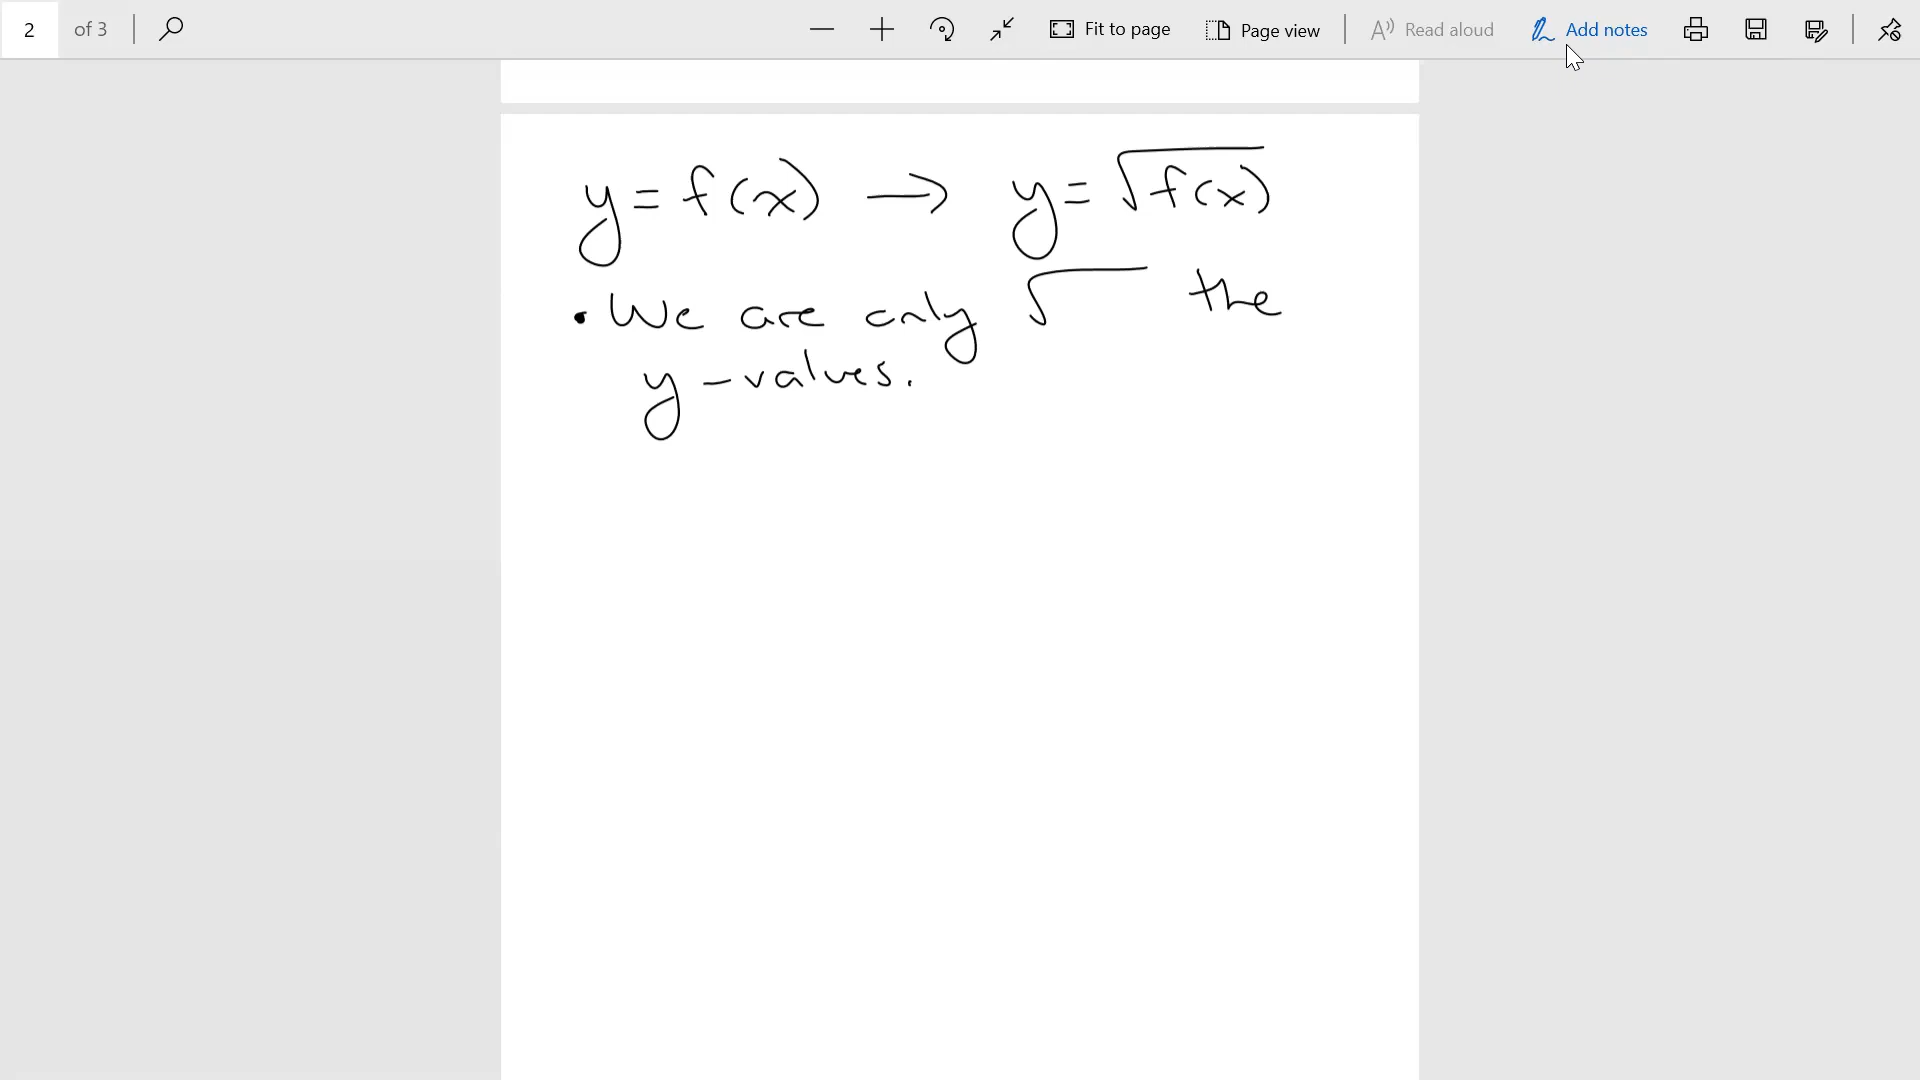 2 of 3 Fit to page Page view Read aloud Add notes
y = f(x) → y = √f(x)
• We are only √ the
y - values.